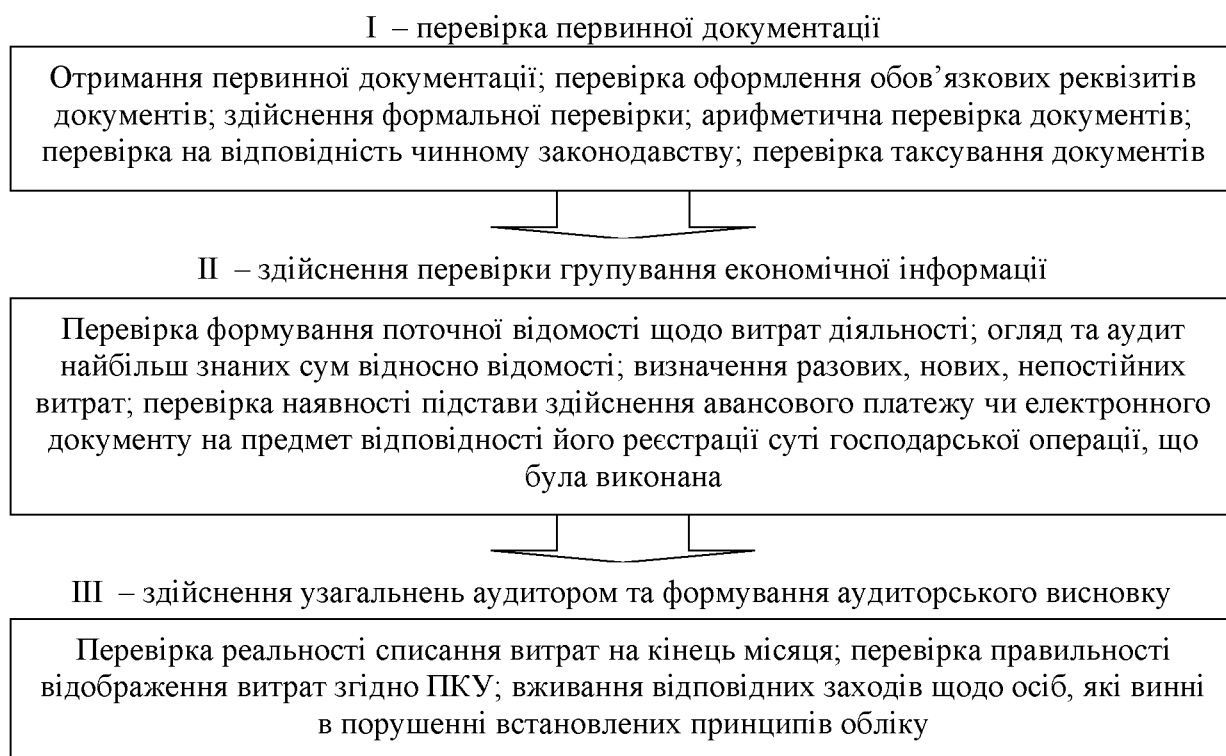 І – перевірка первинної документації
Отримання первинної документації; перевірка оформлення обов’язкових реквізитів
документів; здійснення формальної перевірки; арифметична перевірка документів;
перевірка на відповідність чинному законодавству; перевірка таксування документів
ІІ – здійснення перевірки групування економічної інформації
Перевірка формування поточної відомості щодо витрат діяльності; огляд та аудит
найбільш знаних сум відносно відомості; визначення разових, нових, непостійних
витрат; перевірка наявності підстави здійснення авансового платежу чи електронного
документу на предмет відповідності його реєстрації суті господарської операції, що
була виконана
ІІІ – здійснення узагальнень аудитором та формування аудиторського висновку
Перевірка реальності списання витрат на кінець місяця; перевірка правильності
відображення витрат згідно ПКУ; вживання відповідних заходів щодо осіб, які винні
в порушенні встановлених принципів обліку